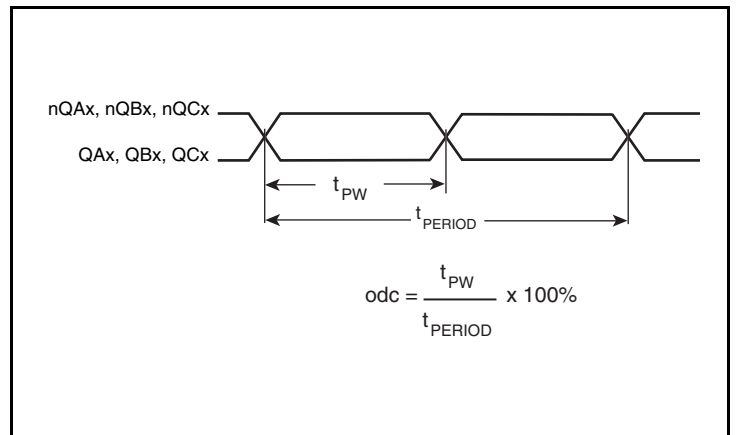 nQAx, nQBx, nQCx
QAx, QBx, QCx
tPW
tPERIOD
tPW
odc = x 100%
tPERIOD